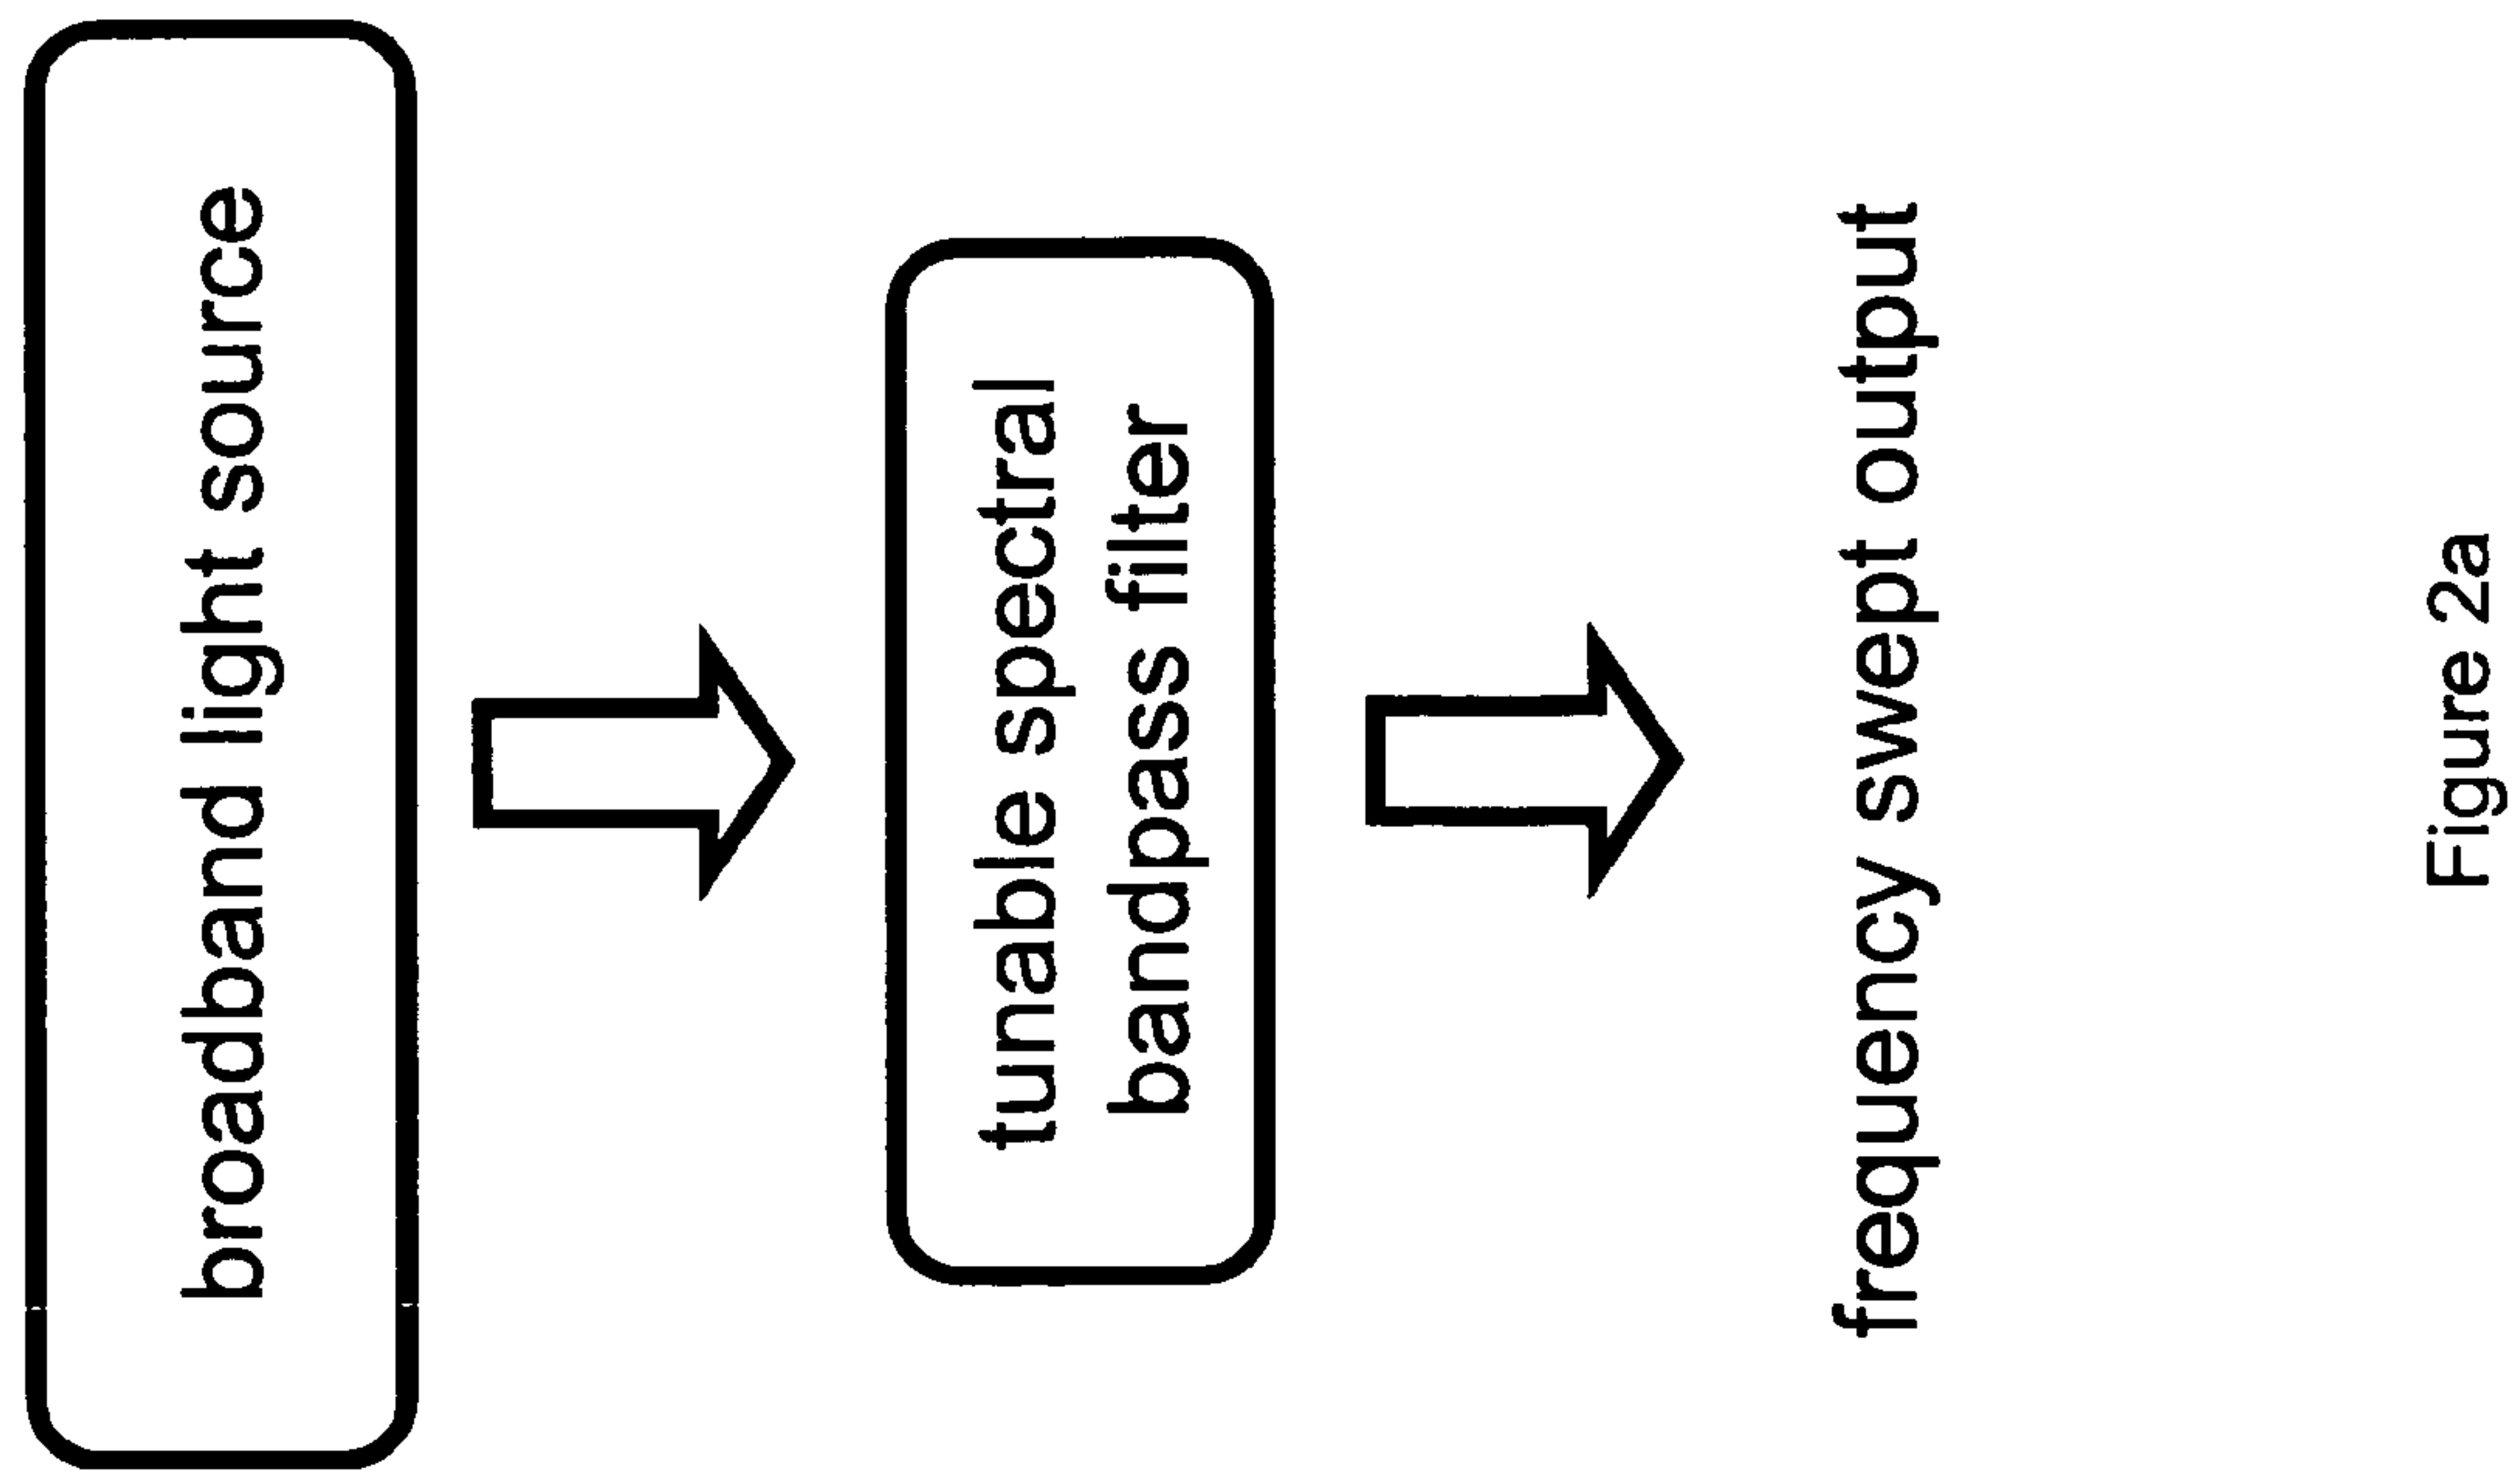 broadband light source
tunable spectral
bandpass filter
frequency swept output
Figure 2a